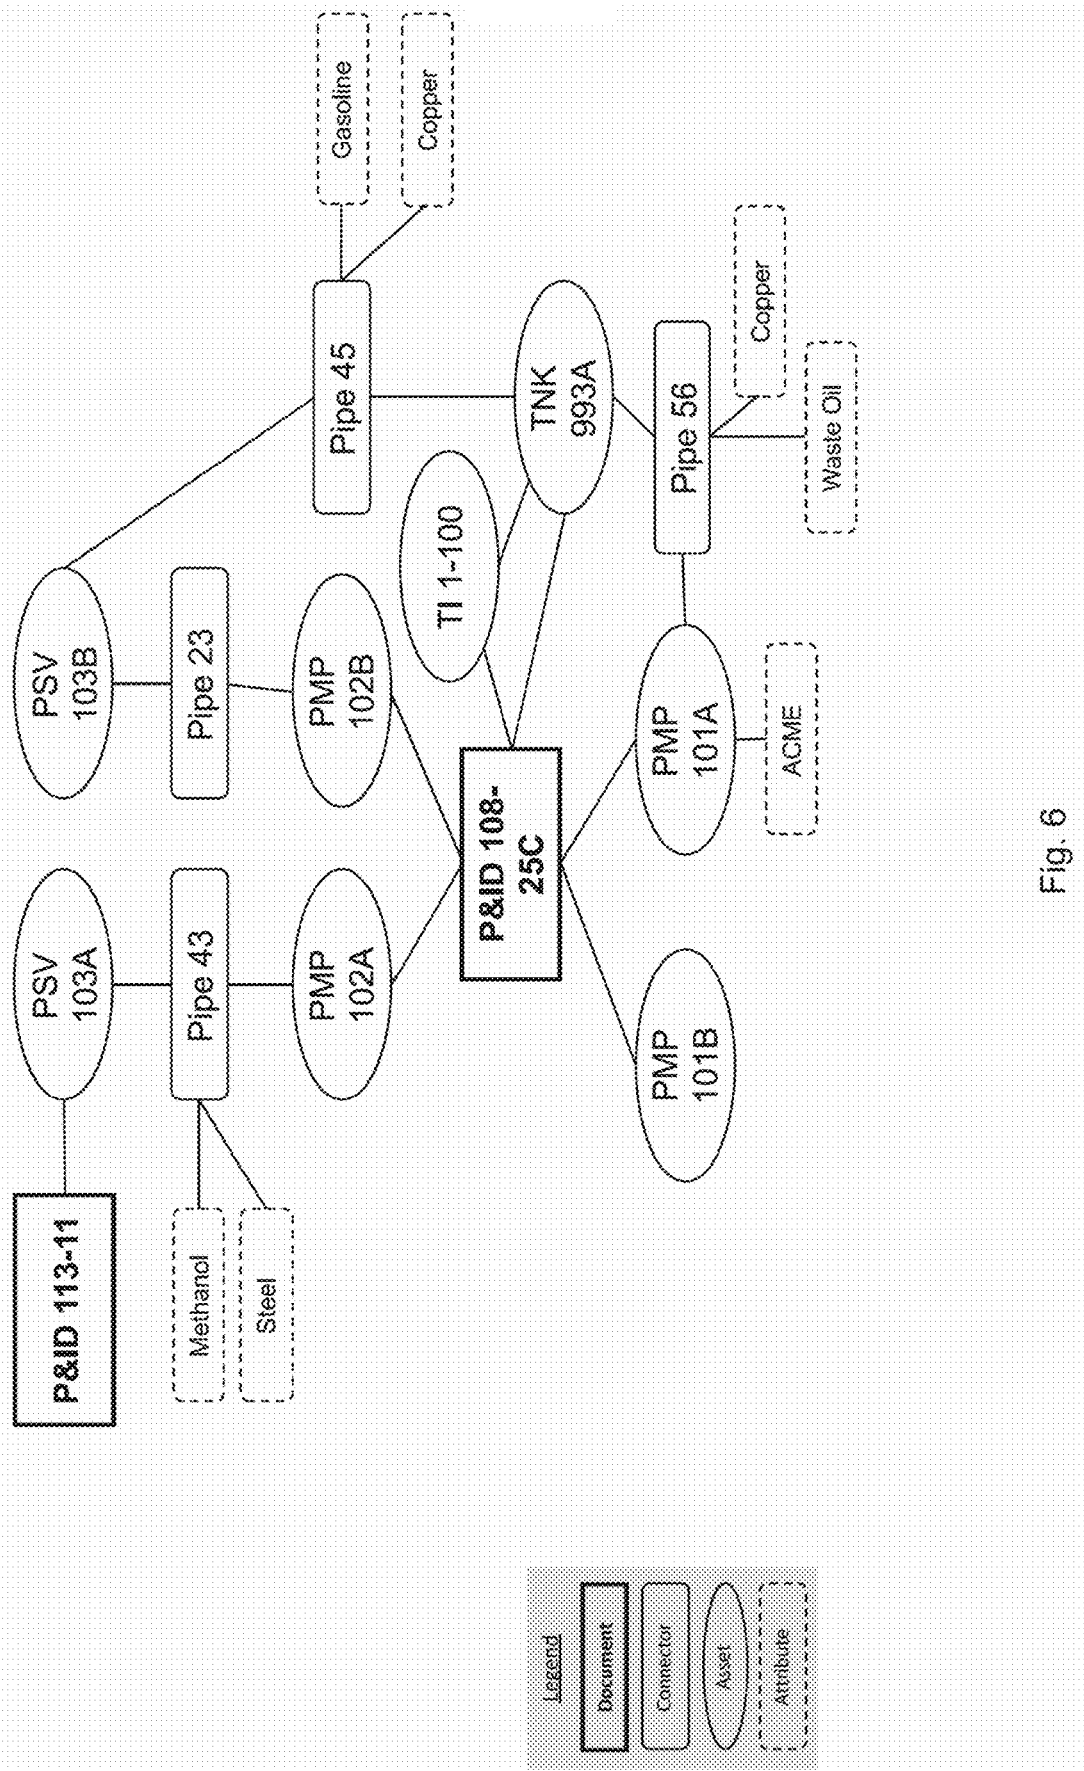 P&ID 113-11
PSV
103A
PSV
103B
Methanol
Steel
Pipe 43
Pipe 23
PMP
102A
PMP
102B
Pipe 45
Gasoline
Copper
TI 1-100
P&ID 108-
25C
TNK
993A
PMP
101B
PMP
101A
Pipe 56
ACME
Waste Oil
Copper
Legend
Document
Connector
Asset
Attribute
Fig. 6